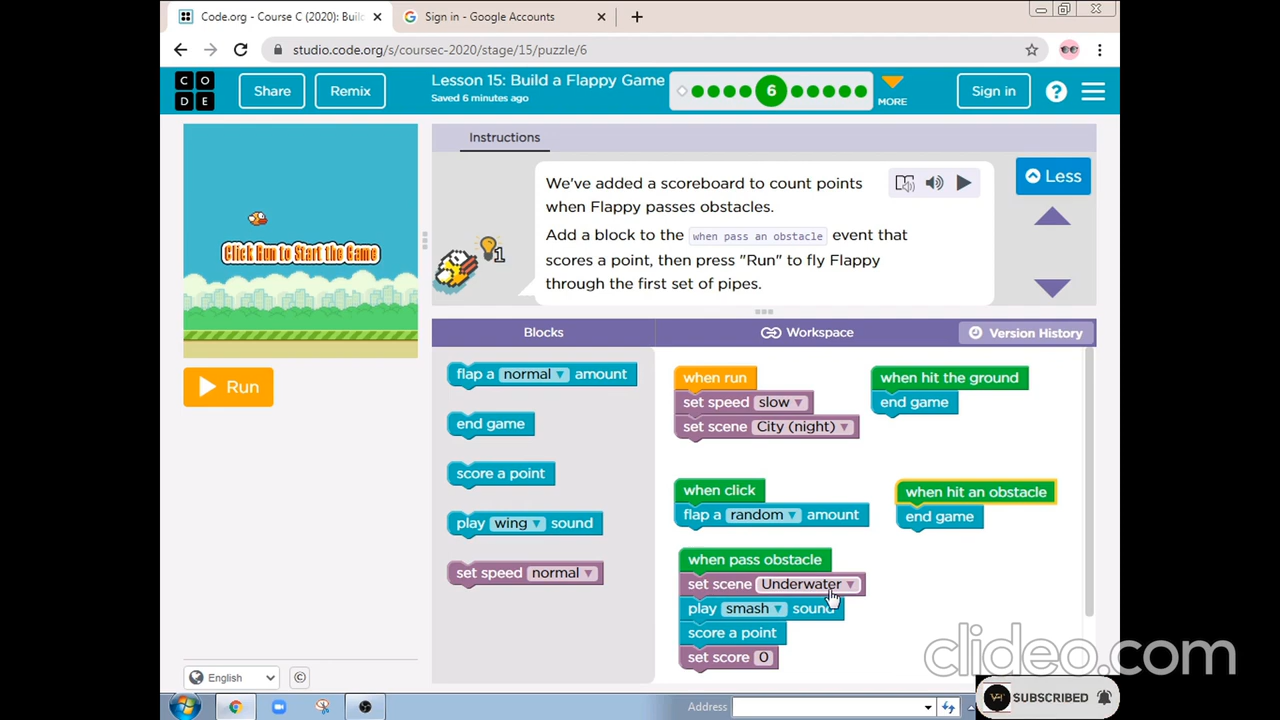 Code.org - Course C (2020): Buil
Sign in - Google Accounts
studio.code.org/s/coursec-2020/stage/15/puzzle/6
C O
D E
Share
Remix
Lesson 15: Build a Flappy Game
Saved 6 minutes ago
6
MORE
Sign in
?
Click Run to Start the Game
Run
Instructions
1
We've added a scoreboard to count points
when Flappy passes obstacles.
Add a block to the when pass an obstacle event that
scores a point, then press "Run" to fly Flappy
through the first set of pipes.
Less
Blocks
Workspace
Version History
flap a normal amount
end game
score a point
play wing sound
set speed normal
when run
set speed slow
set scene City (night)
when hit the ground
end game
when click
flap a random amount
when hit an obstacle
end game
when pass obstacle
set scene Underwater
play smash sound
score a point
set score 0
English
©
clideo.com
Address
SUBSCRIBED